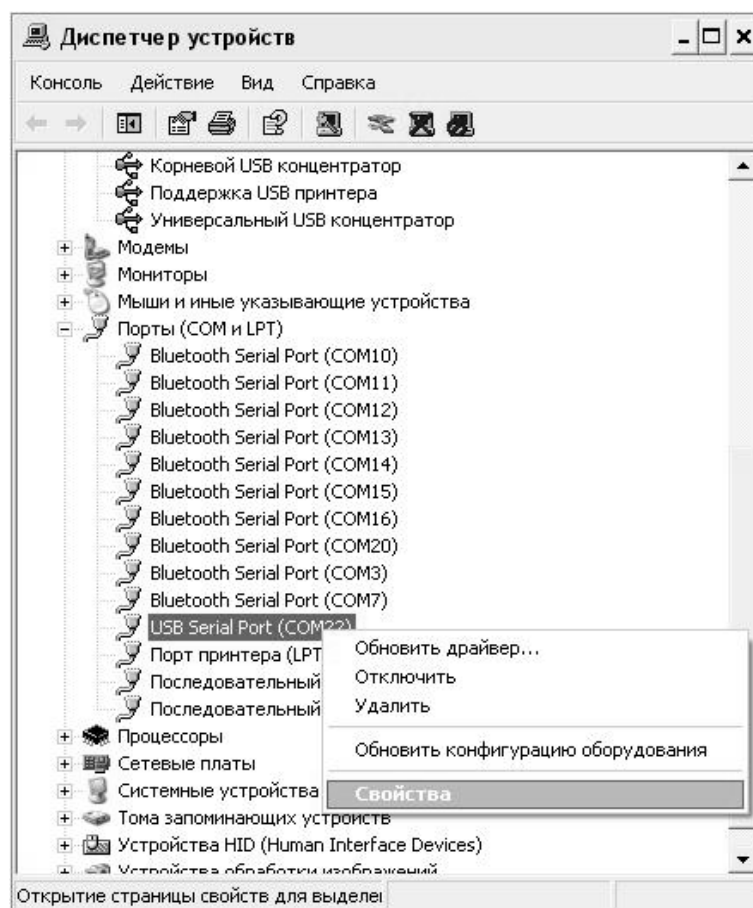 Диспетчер устройств
Консоль Действие Вид Справка
Корневой USB концентратор
Поддержка USB принтера
Универсальный USB концентратор
Модемы
Мониторы
Мыши и иные указывающие устройства
Порты (COM и LPT)
Bluetooth Serial Port (COM10)
Bluetooth Serial Port (COM11)
Bluetooth Serial Port (COM12)
Bluetooth Serial Port (COM13)
Bluetooth Serial Port (COM14)
Bluetooth Serial Port (COM15)
Bluetooth Serial Port (COM16)
Bluetooth Serial Port (COM20)
Bluetooth Serial Port (COM3)
Bluetooth Serial Port (COM7)
USB Serial Port (COM22)
Порт принтера (LPT
Последовательный
Последовательный
Обновить драйвер...
Отключить
Удалить
Обновить конфигурацию оборудования
Свойства
Процессоры
Сетевые платы
Системные устройства
Тома запоминающих устройств
Устройства HID (Human Interface Devices)
Устройства обработки изображений
Открытие страницы свойств для выделе